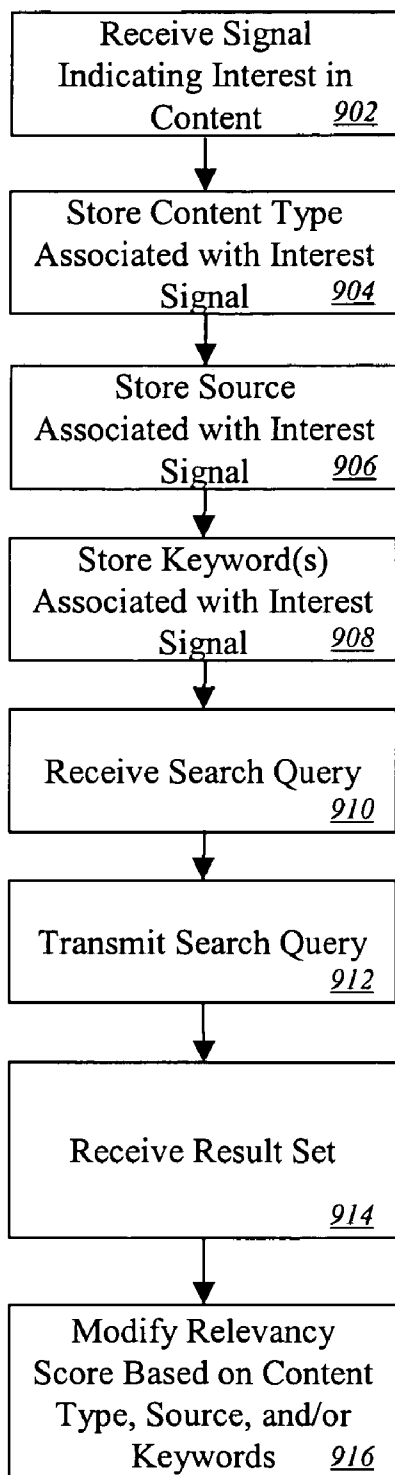 Receive Signal
Indicating Interest in
Content 902
Store Content Type
Associated with Interest
Signal 904
Store Source
Associated with Interest
Signal 906
Store Keyword(s)
Associated with Interest
Signal 908
Receive Search Query
910
Transmit Search Query
912
Receive Result Set
914
Modify Relevancy
Score Based on Content
Type, Source, and/or
Keywords 916